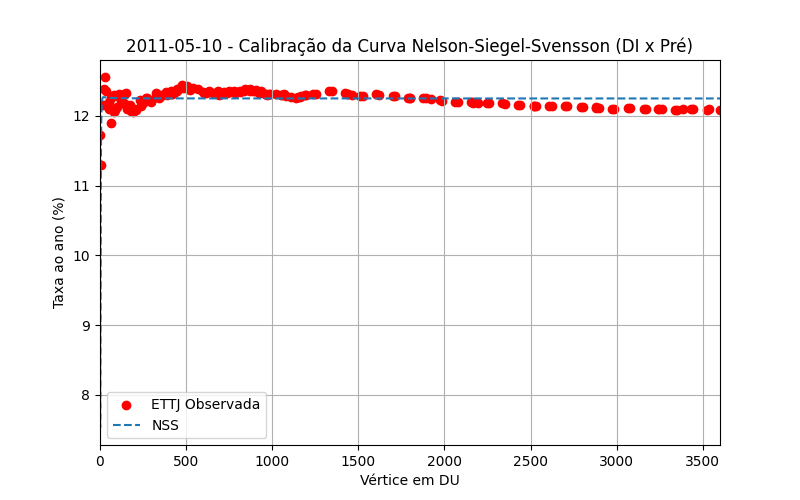 2011-05-10 - Calibração da Curva Nelson-Siegel-Svensson (DI x Pré)
Taxa ao ano (%)
12
11
10
9
8
ETTJ Observada
NSS
0 500 1000 1500 2000 2500 3000 3500
Vértice em DU